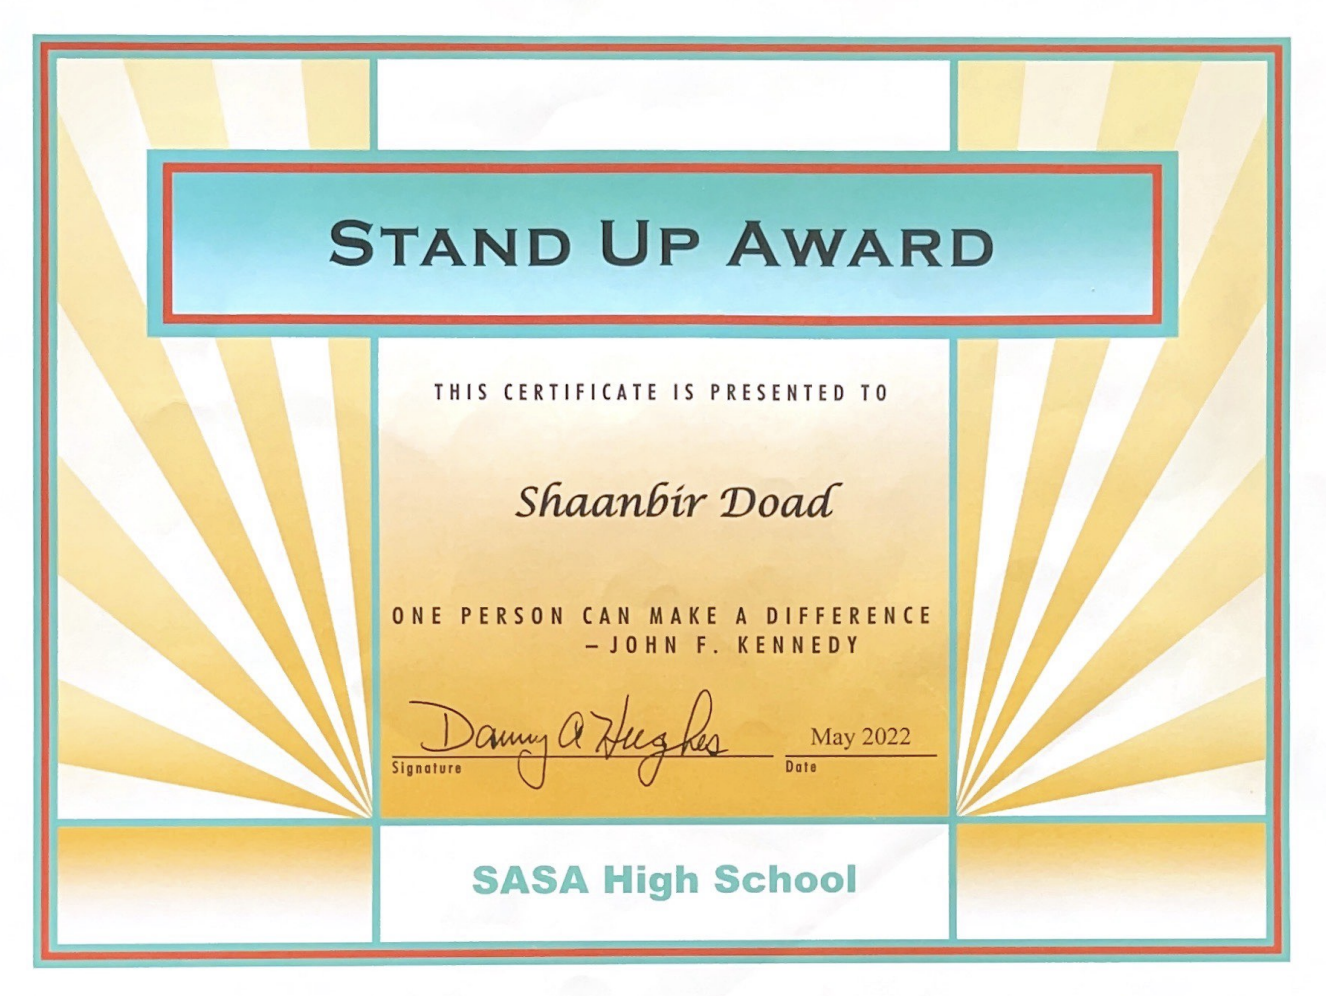 STAND UP AWARD
THIS CERTIFICATE IS PRESENTED TO
Shaanbir Doad
ONE PERSON CAN MAKE A DIFFERENCE
– JOHN F. KENNEDY
Danny A Hughes
May 2022
Signature
Date
SASA High School